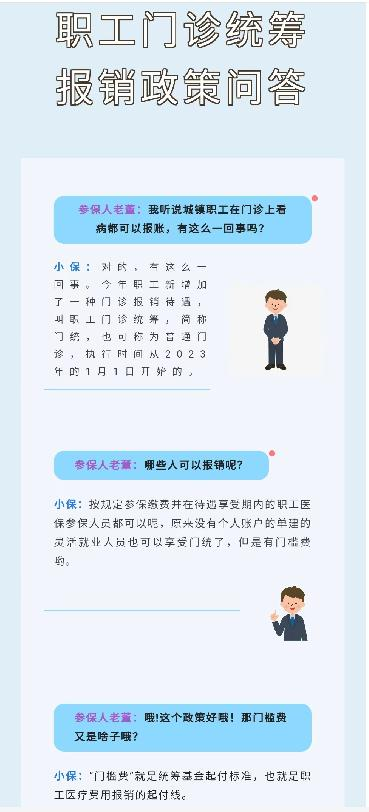 职工门诊统筹
报销政策问答
参保人老董：我听说城镇职工在门诊上看
病都可以报账，有这么一回事吗？
小保：对的，有这么一
回事。今年职工新增加
了一种门诊报销待遇，
叫职工门诊统筹，简称
门统，也可称为普通门
诊，执行时间从2023
年的1月1日开始的。
参保人老董：哪些人可以报销呢？
小保：按规定参保缴费并在待遇享受期内的职工医
保参保人员都可以呢，原来没有个人账户的单建的
灵活就业人员也可以享受门统了，但是有门槛费
哟。
参保人老董：哦!这个政策好哦！那门槛费
又是啥子哦？
小保：“门槛费”就是统筹基金起付标准，也就是职
工医疗费用报销的起付线。